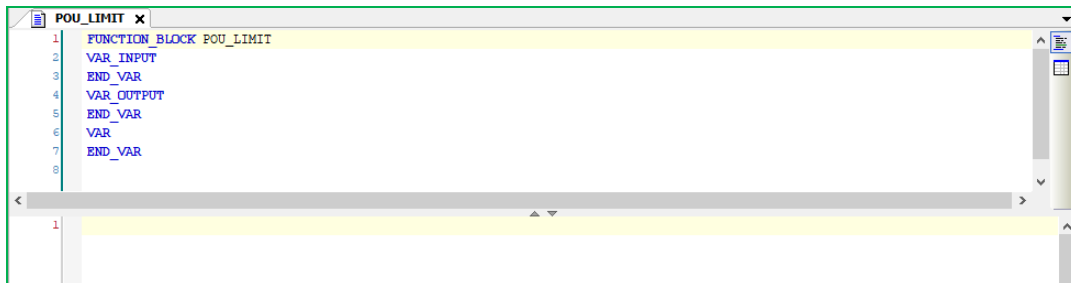 POU_LIMIT X
1 FUNCTION_BLOCK POU_LIMIT
2 VAR_INPUT
3 END_VAR
4 VAR_OUTPUT
5 END_VAR
6 VAR
7 END_VAR
8
1